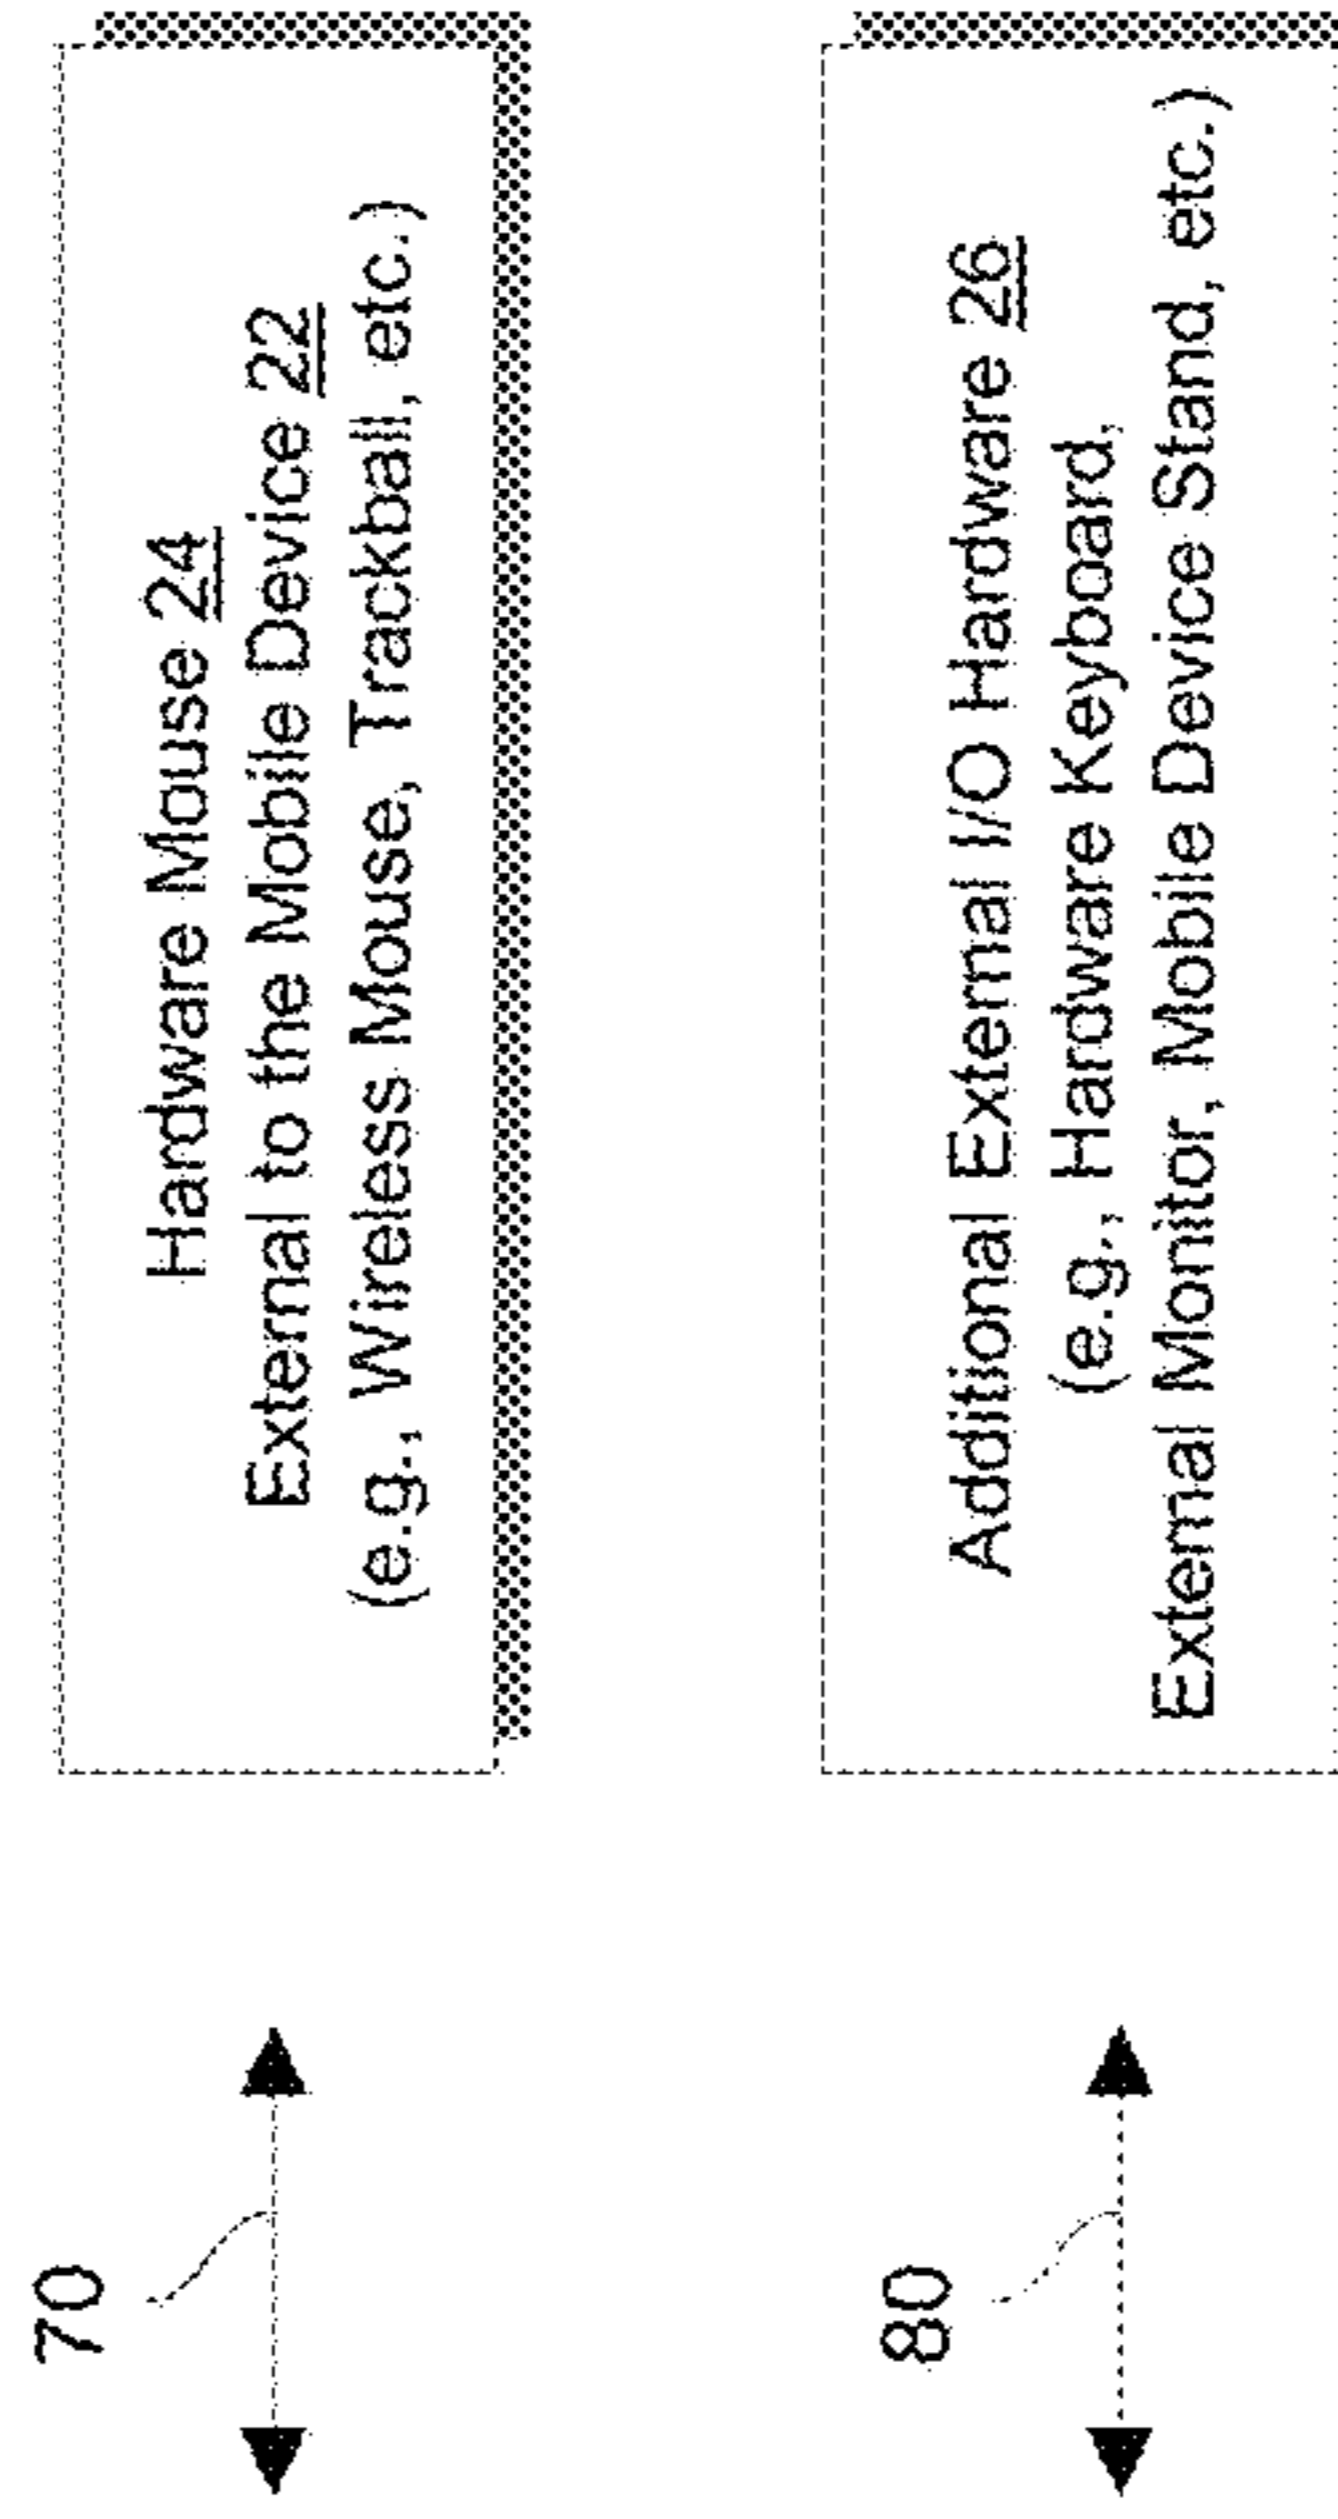 70
Hardware Mouse 24
External to the Mobile Device 22
(e.g., Wireless Mouse, Trackball, etc.)
80
Additional External I/O Hardware 26
(e.g., Hardware Keyboard,
External Monitor, Mobile Device Stand, etc.)